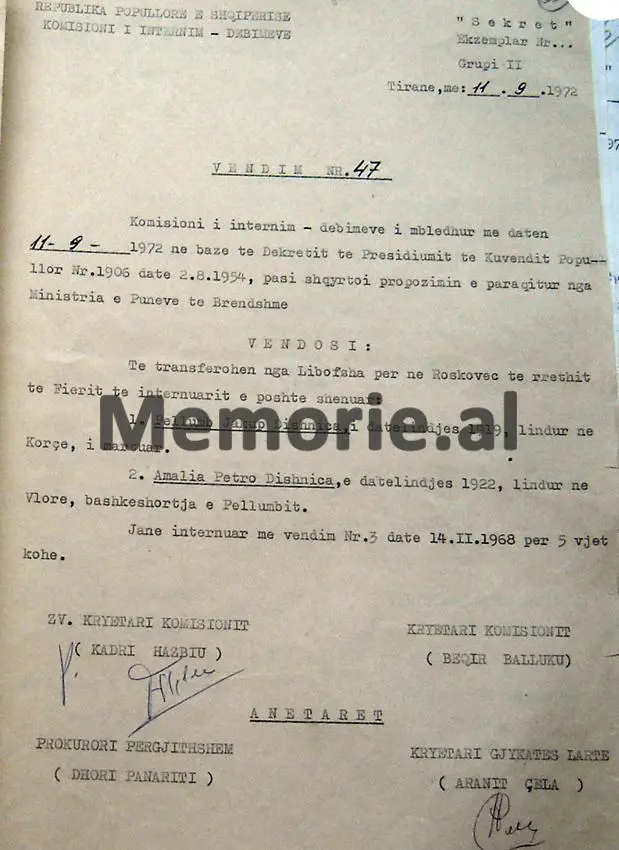 REPUBLIKA POPULLORE E SHQIPERISE
KOMISIONI I INTERNIM - DEBIMEVE
"Sekret"
Ekzemplar Nr...
Grupi II
Tirane,me: 11 . 9 .1972
VENDIM NR.47
Komisioni i internim - debimeve i mbledhur me daten
11-9- 1972 ne baze te Dekretit te Presidiumit te Kuvendit Popu-
llor Nr.1906 date 2.8.1954, pasi shqyrtoi propozimin e paraqitur nga
Ministria e Puneve te Brendshme
VENDOSI:
Te transferohen nga Libofsha per ne Roskovec te rrethit
te Fierit te internuarit e poshte shenuar:
1. Pellumb Jakup Dishnica,i datelindjes 1919, lindur ne
Korçe, i martuar.
Memorie.al
2. Amalia Petro Dishnica,e datelindjes 1922, lindur ne
Vlore, bashkeshortja e Pellumbit.
Jane internuar me vendim Nr.3 date 14.II.1968 per 5 vjet
kohe.
ZV. KRYETARI KOMISIONIT
( KADRI HAZBIU )
KRYETARI KOMISIONIT
( BEQIR BALLUKU)
ANETARET
PROKURORI PERGJITHSHEM
( DHORI PANARITI )
KRYETARI GJYKATES LARTE
( ARANIT ÇELA )